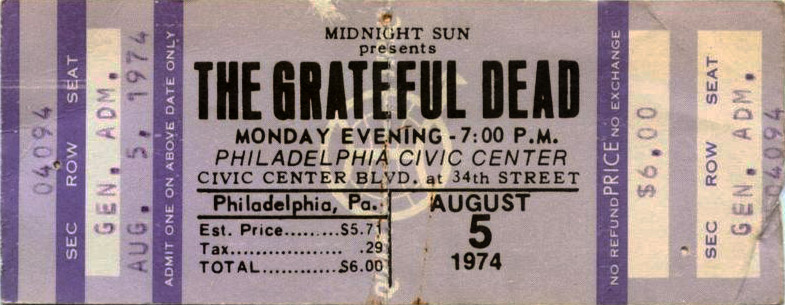 04094
SEC ROW SEAT
GEN. ADM.
AUG. 5, 1974
ADMIT ONE ON ABOVE DATE ONLY
MIDNIGHT SUN
presents
THE GRATEFUL DEAD
MONDAY EVENING - 7:00 P.M.
PHILADELPHIA CIVIC CENTER
CIVIC CENTER BLVD. at 34th STREET
Philadelphia, Pa.
Est. Price........$5.71
Tax....................29
TOTAL.............$6.00
AUGUST
5
1974
NO REFUND PRICE NO EXCHANGE
$6.00
SEC ROW SEAT
GEN. ADM.
04094